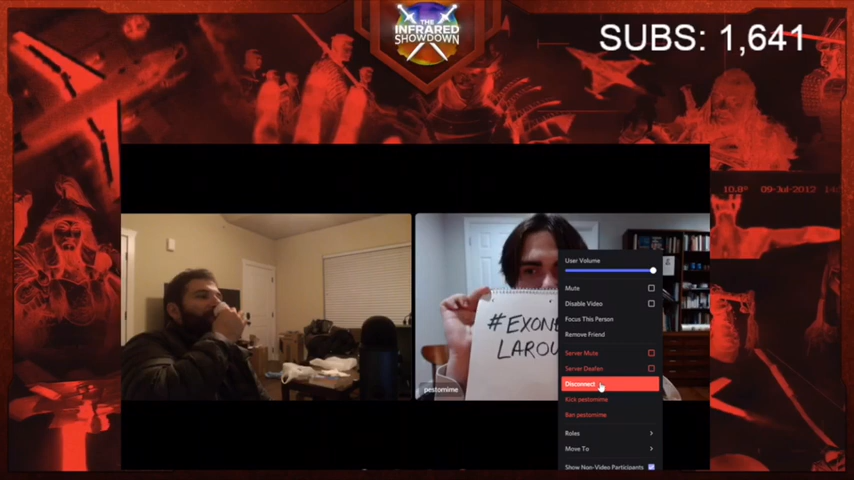 THE
INFRARED
SHOWDOWN
SUBS: 1,641
10.8° 09-Jul-2012
#EXONE
LAROU
pestomime
User Volume
Mute
Disable Video
Focus This Person
Remove Friend
Server Mute
Server Deafen
Disconnect
Kick pestomime
Ban pestomime
Roles
Move To
Show Non-Video Participants